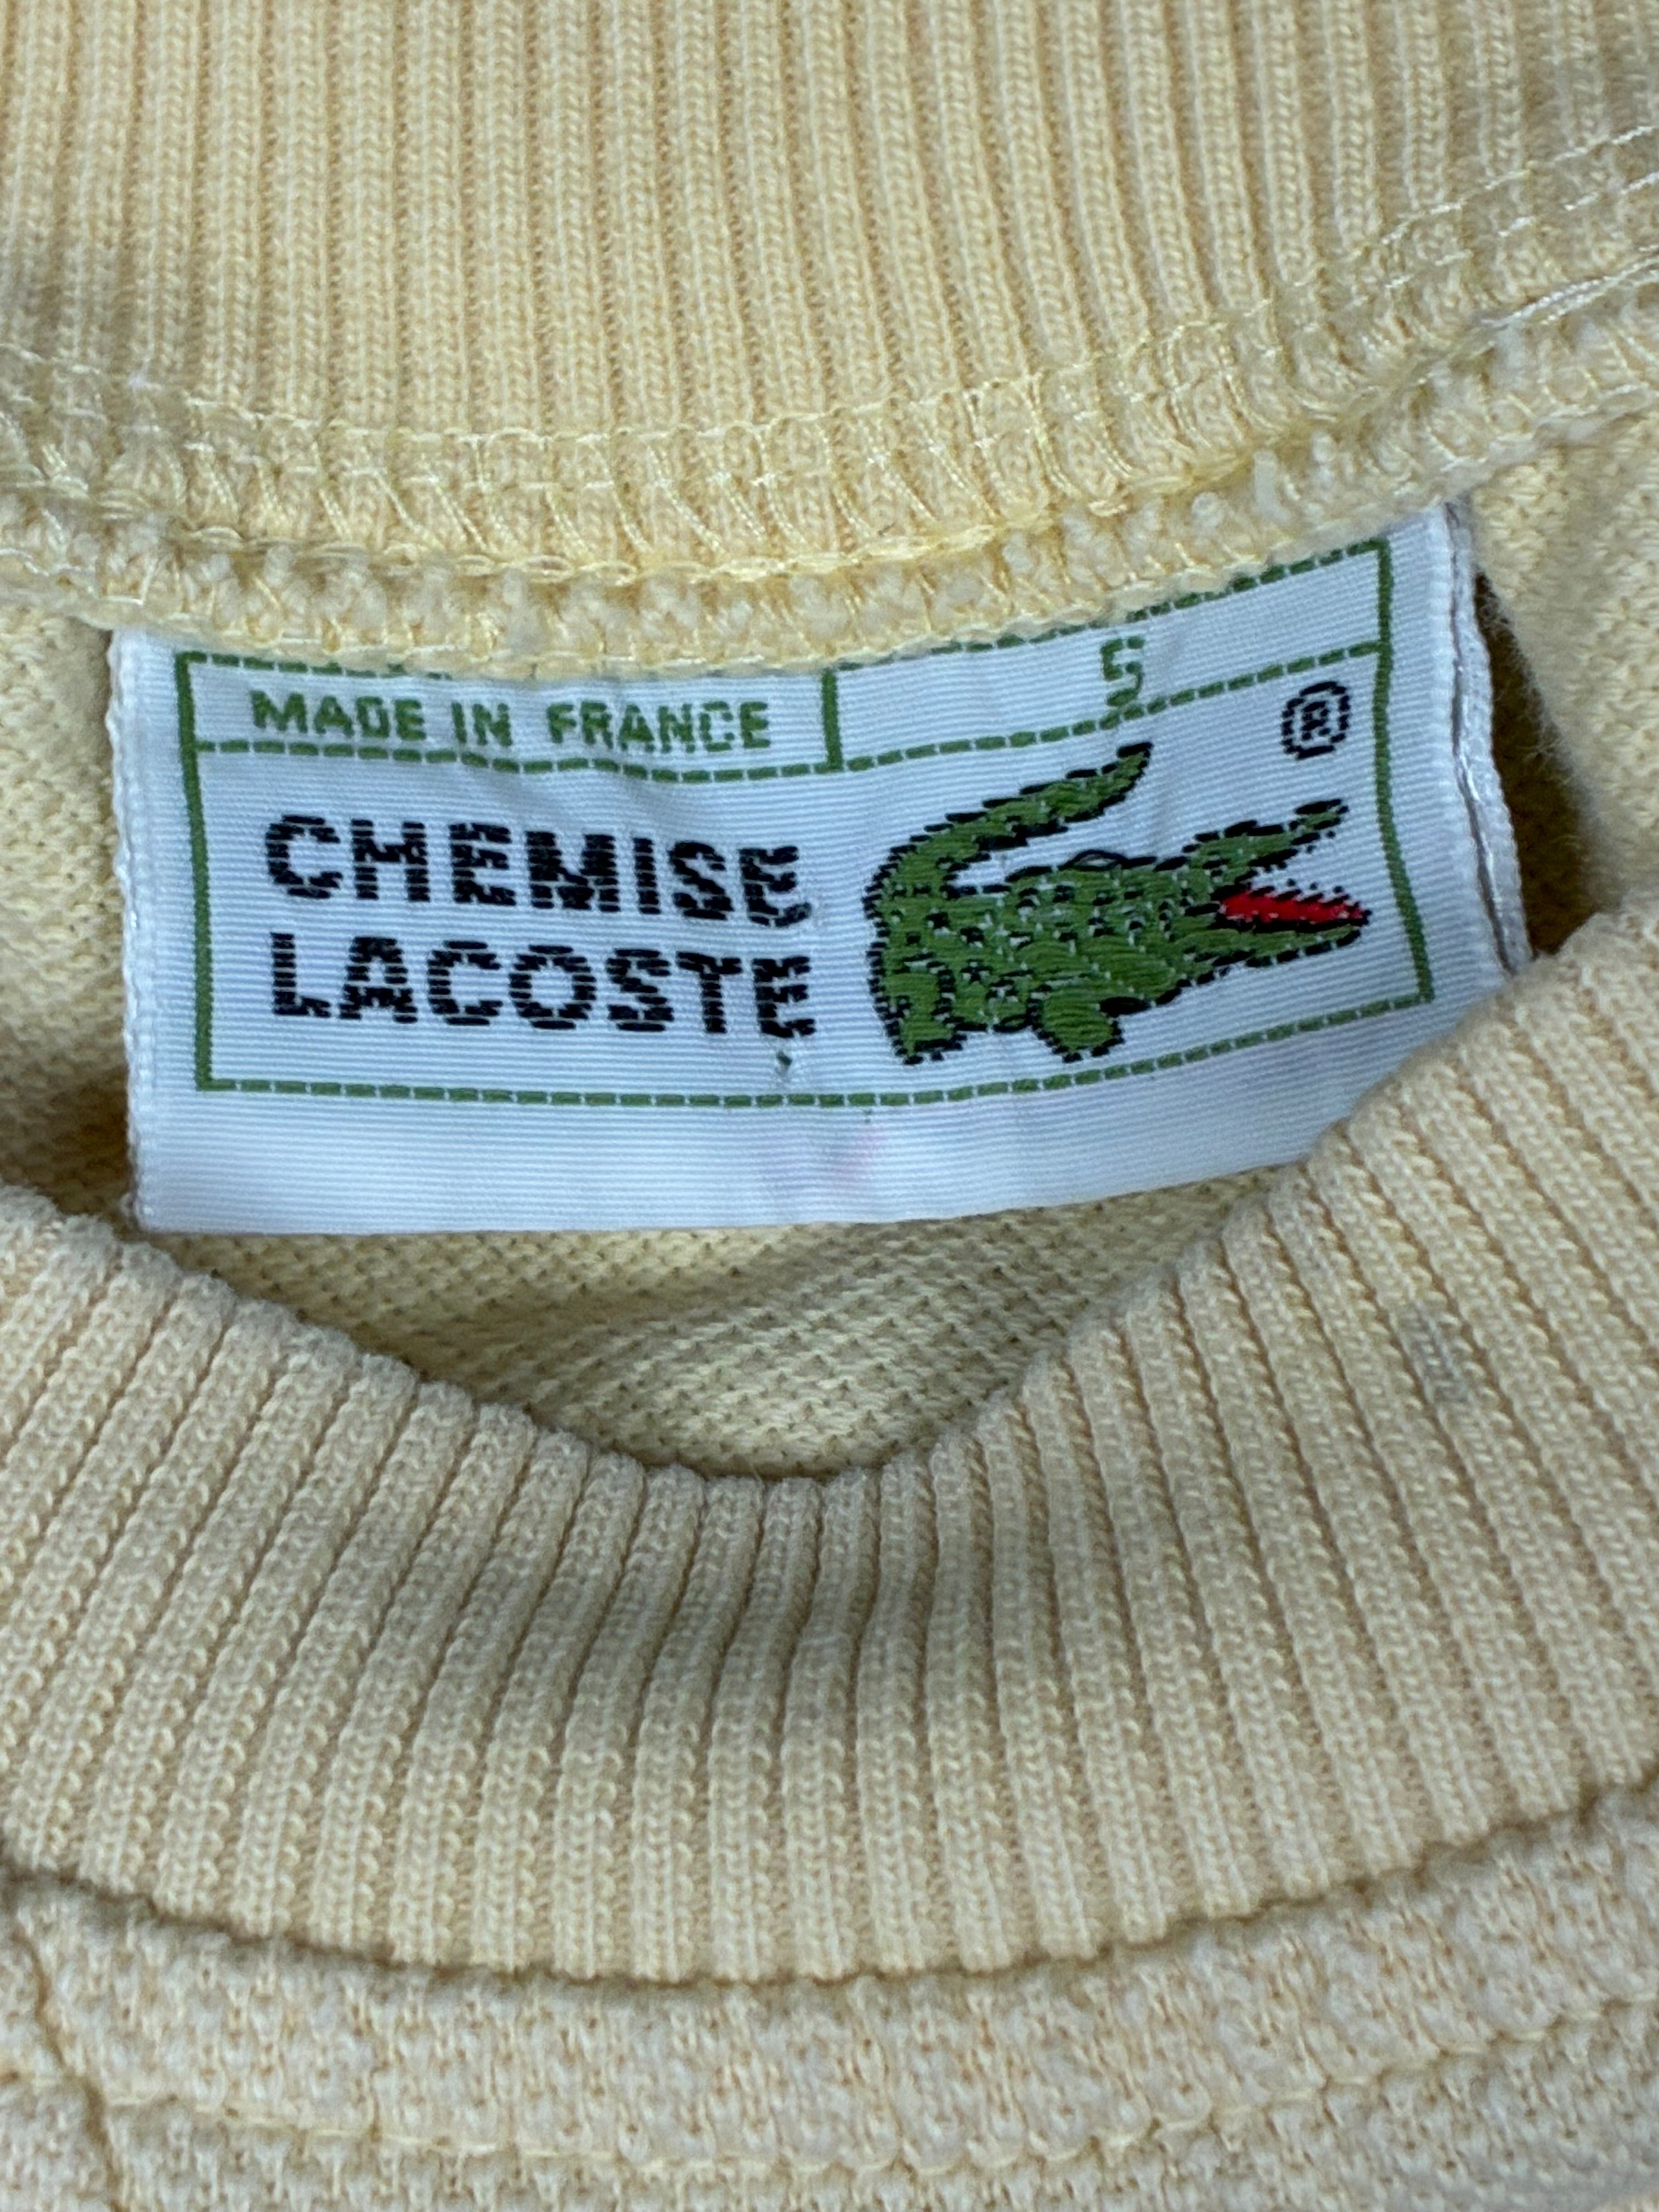 MADE IN FRANCE 5
®
CHEMISE
LACOSTE